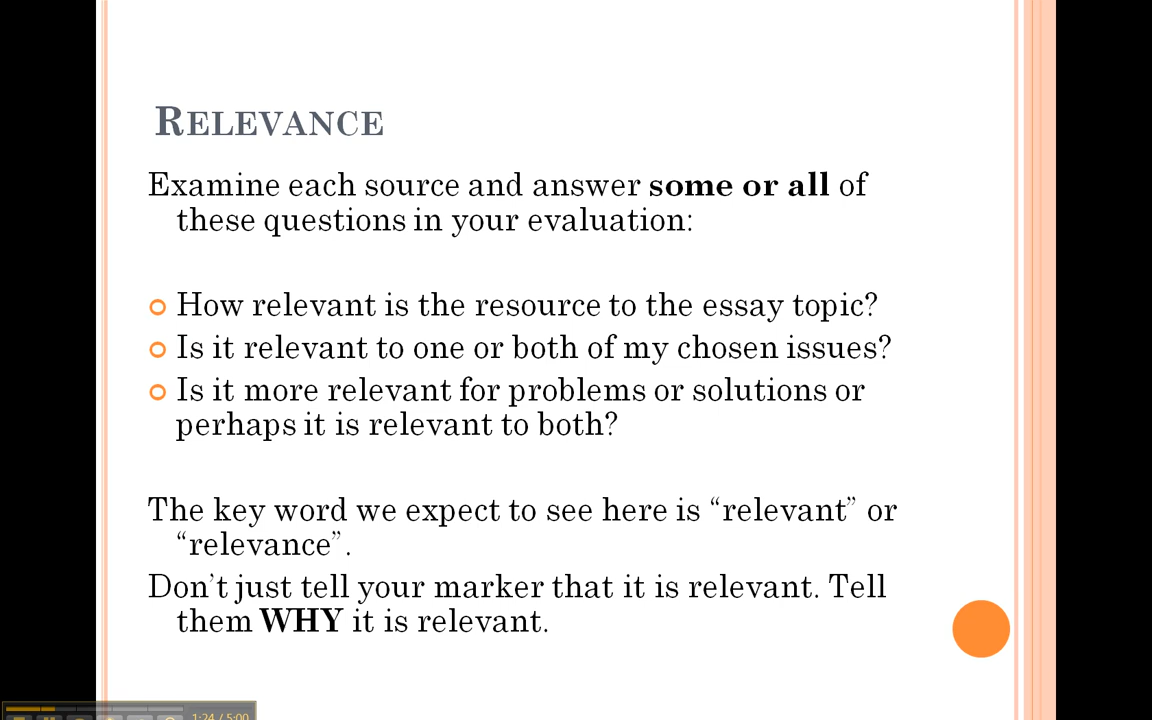 RELEVANCE
Examine each source and answer some or all of
these questions in your evaluation:
How relevant is the resource to the essay topic?
Is it relevant to one or both of my chosen issues?
Is it more relevant for problems or solutions or
perhaps it is relevant to both?
The key word we expect to see here is “relevant” or
“relevance”.
Don’t just tell your marker that it is relevant. Tell
them WHY it is relevant.
1:24 / 5:00